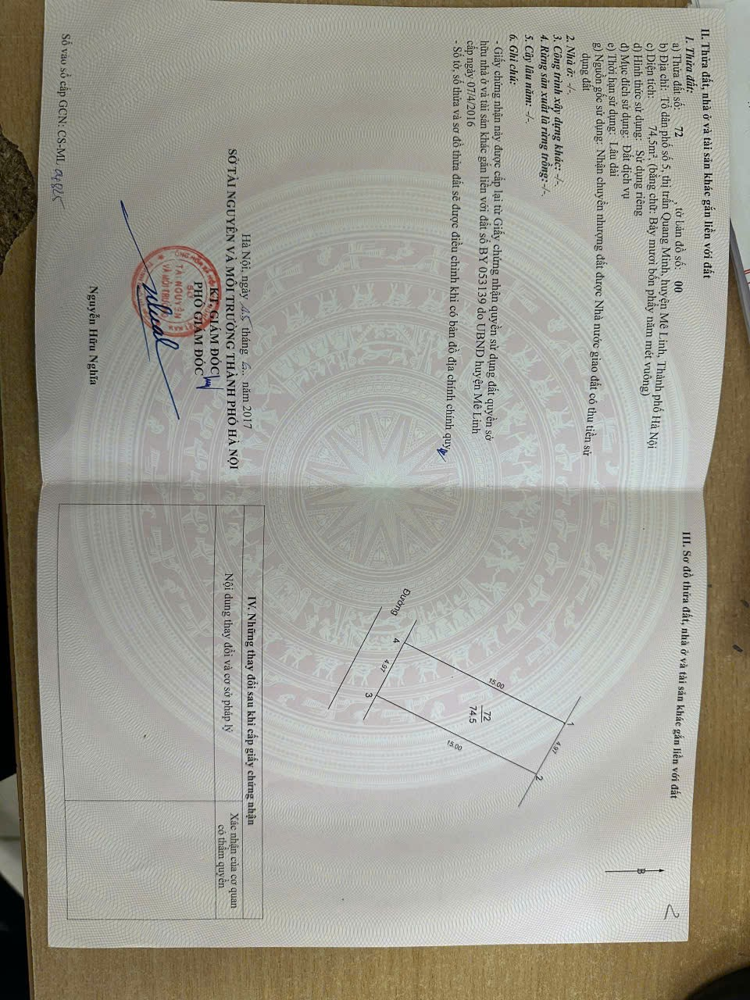 II. Thửa đất, nhà ở và tài sản khác gắn liền với đất
1. Thửa đất:
a) Thửa đất số: 72 , tờ bản đồ số: 00
b) Địa chỉ: Tổ dân phố số 5, thị trấn Quang Minh, huyện Mê Linh, Thành phố Hà Nội
c) Diện tích: 74,5m², (bằng chữ: Bảy mươi bốn phẩy năm mét vuông)
d) Hình thức sử dụng: Sử dụng riêng
đ) Mục đích sử dụng: Đất dịch vụ
e) Thời hạn sử dụng: Lâu dài
g) Nguồn gốc sử dụng: Nhận chuyển nhượng đất được Nhà nước giao đất có thu tiền sử
dụng đất
2. Nhà ở: -/-.
3. Công trình xây dựng khác: -/-.
4. Rừng sản xuất là rừng trồng: -/-.
5. Cây lâu năm: -/-.
6. Ghi chú:
- Giấy chứng nhận này được cấp lại từ Giấy chứng nhận quyền sử dụng đất quyền sở
hữu nhà ở và tài sản khác gắn liền với đất số BY 053139 do UBND huyện Mê Linh
cấp ngày 07/4/2016
- Số tờ, số thửa và sơ đồ thửa đất sẽ được điều chỉnh khi có bản đồ địa chính chính quy
Hà Nội, ngày 15 tháng 6 năm 2017
SỞ TÀI NGUYÊN VÀ MÔI TRƯỜNG THÀNH PHỐ HÀ NỘI
KT. GIÁM ĐỐC
PHÓ GIÁM ĐỐC
SỞ
TÀI NGUYÊN
VÀ MÔI TRƯỜNG
Nguyễn Hữu Nghĩa
Số vào sổ cấp GCN: CS-ML
III. Sơ đồ thửa đất, nhà ở và tài sản khác gắn liền với đất
B
1
4.97
2
15.00
72
74.5
15.00
4
4.97
3
Đường
IV. Những thay đổi sau khi cấp giấy chứng nhận
Nội dung thay đổi và cơ sở pháp lý
Xác nhận của cơ quan
có thẩm quyền